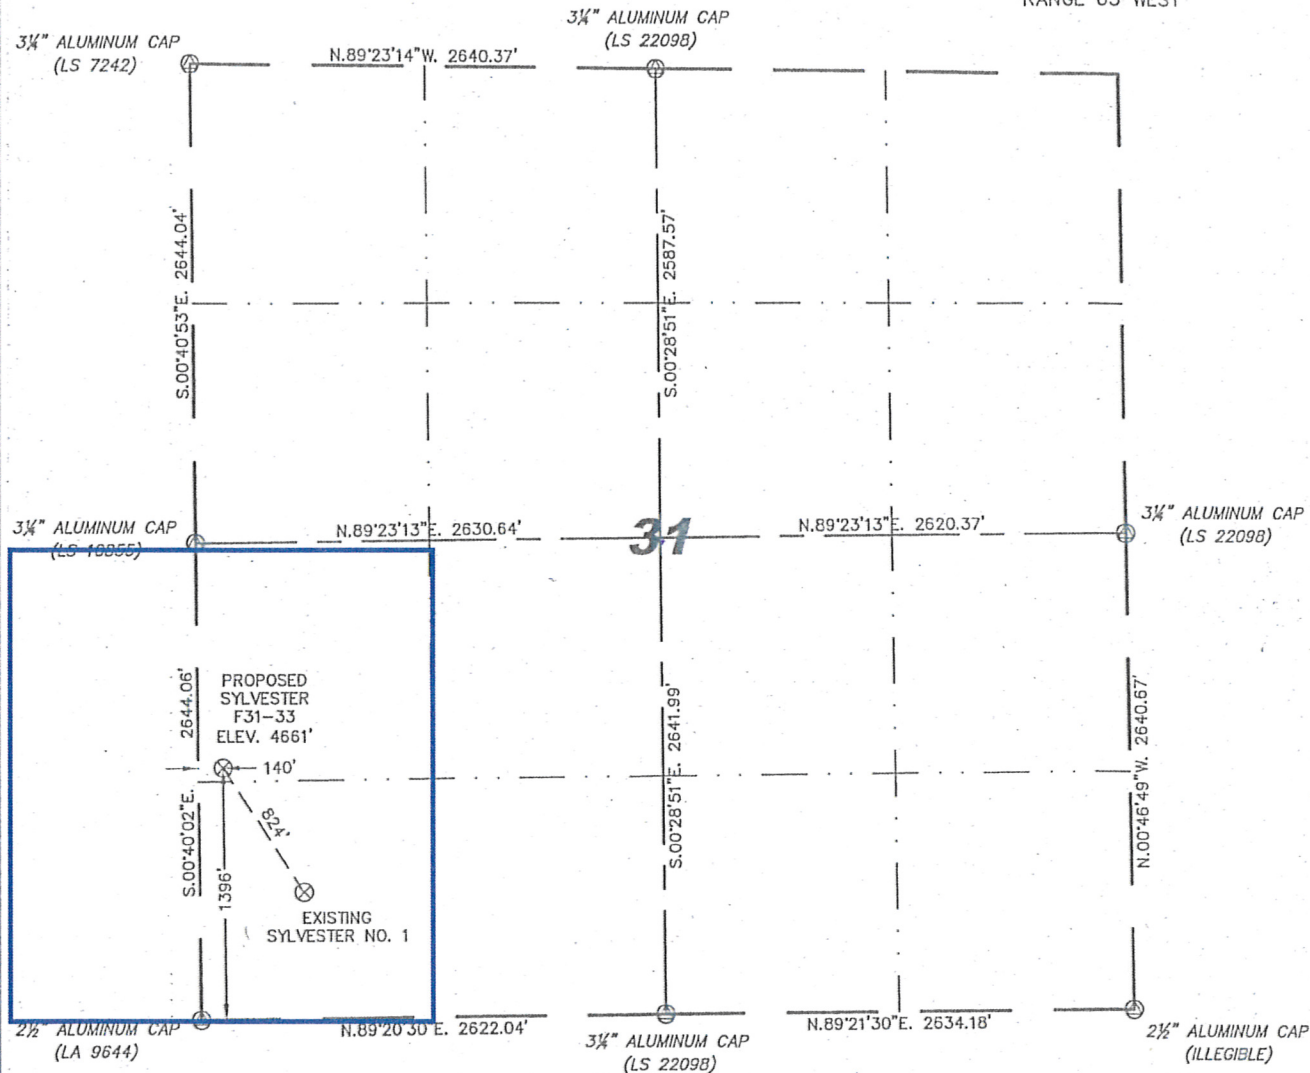 RANGE 65 WEST
3¼" ALUMINUM CAP
(LS 7242)
N.89°23'14"W. 2640.37'
3¼" ALUMINUM CAP
(LS 22098)
S.00°40'53"E. 2644.04'
S.00°28'51"E. 2587.57'
3¼" ALUMINUM CAP
N.89°23'13"E. 2630.64'
31
N.89°23'13"E. 2620.37'
3¼" ALUMINUM CAP
(LS 22098)
2644.06'
S.00°40'02"E.
PROPOSED
SYLVESTER
F31-33
ELEV. 4661'
140'
824'
1396'
EXISTING
SYLVESTER NO. 1
S.00°28'51"E. 2641.99'
N.00°46'49"W. 2640.67'
2½" ALUMINUM CAP
(LA 9644)
N.89°20'30"E. 2622.04'
3¼" ALUMINUM CAP
(LS 22098)
N.89°21'30"E. 2634.18'
2½" ALUMINUM CAP
(ILLEGIBLE)